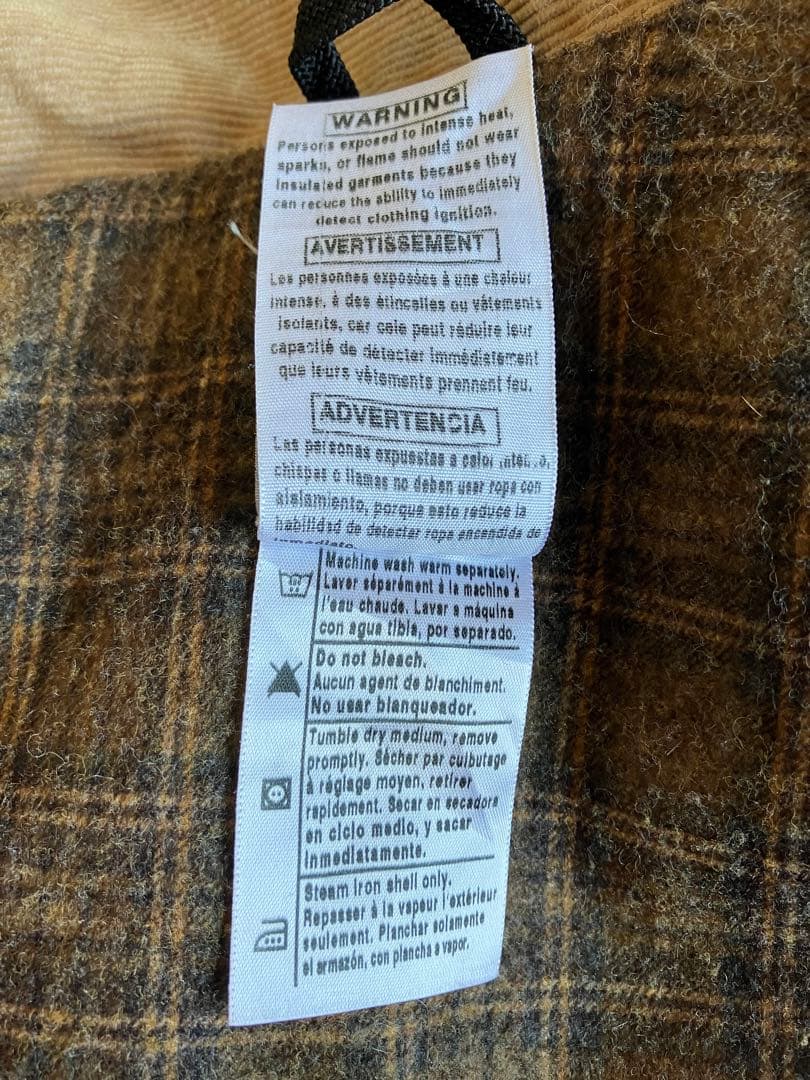 WARNING
Persons exposed to intense heat,
sparks, or flame should not wear
insulated garments because they
can reduce the ability to immediately
detect clothing ignition.
AVERTISSEMENT
Les personnes exposées à une chaleur
intense, à des étincelles ou vêtements
isolants, car cele peut réduire leur
capacité de détecter immédiatement
que leurs vêtements prennent feu.
ADVERTENCIA
Las personas expuestas a calor
chispas o llamas no deben usar ropa con
aislamiento, porque esto reduce la
habilidad de detectar ropa encendida de
Machine wash warm separately.
Laver séparément à la machine à
l'eau chaude. Lavar a máquina
con agua tibia, por separado.
Do not bleach.
Aucun agent de blanchiment.
No usar blanqueador.
Tumble dry medium, remove
promptly. Sécher par culbutage
à réglage moyen, retirer
rapidement. Secar en secadora
en ciclo medio, y sacar
inmediatamente.
Steam iron shell only.
Repasser à la vapeur l'extérieur
seulement. Planchar solamente
el armazón, con plancha a vapor.